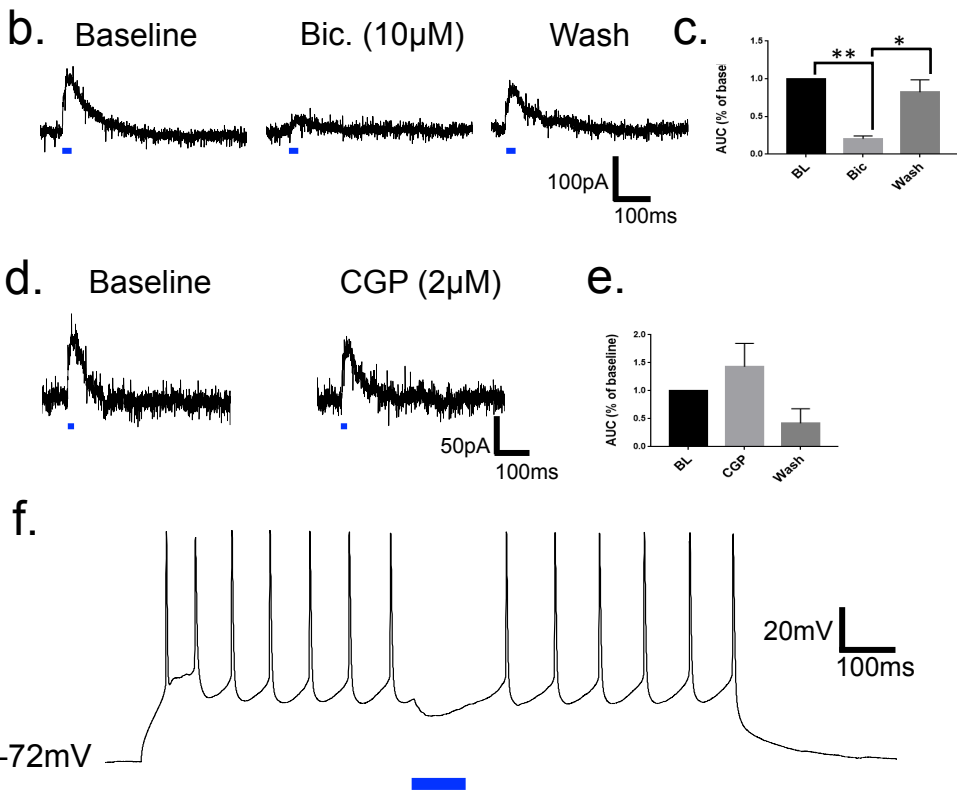 b.
Baseline
Bic. (10µM)
Wash
100pA
100ms
c.
AUC (% of basel
1.5
1.0
0.5
0.0
**
*
BL
Bic
Wash
d.
Baseline
CGP (2µM)
50pA
100ms
e.
AUC (% of baseline)
2.0
1.5
1.0
0.5
0.0
BL
CGP
Wash
f.
20mV
100ms
-72mV